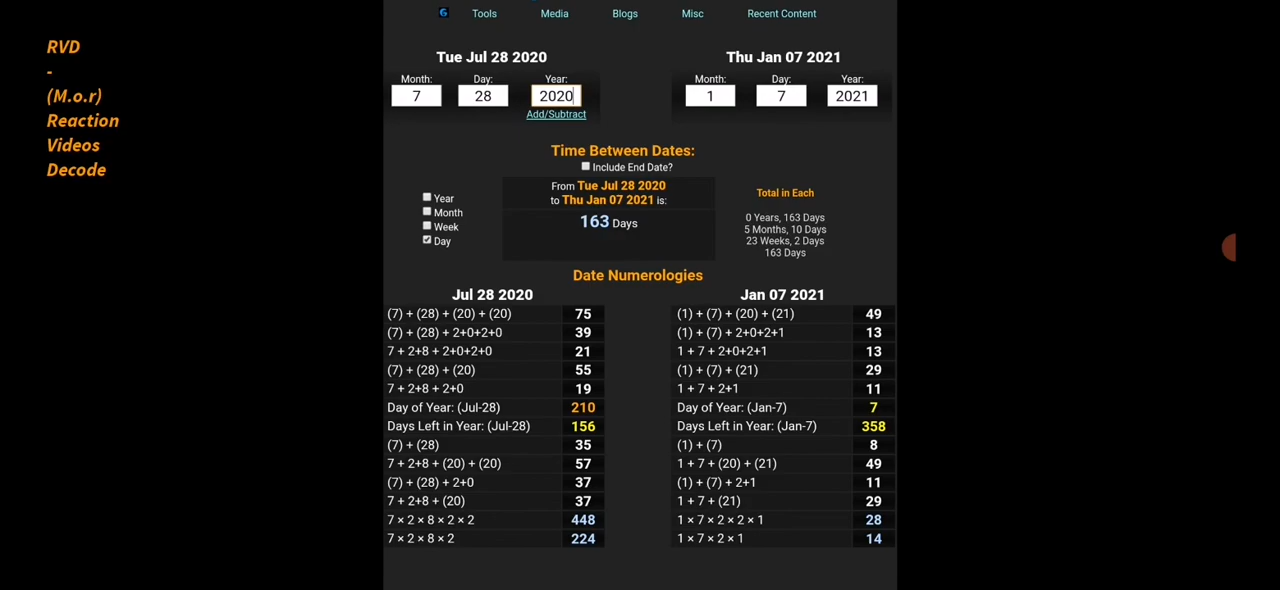 RVD
-
(M.o.r)
Reaction
Videos
Decode
G Tools Media Blogs Misc Recent Content
Tue Jul 28 2020
Month: Day: Year:
7 28 2020
Add/Subtract
Thu Jan 07 2021
Month: Day: Year:
1 7 2021
Time Between Dates:
Include End Date?
Year
Month
Week
Day
From Tue Jul 28 2020
to Thu Jan 07 2021 is:
163 Days
Total in Each
0 Years, 163 Days
5 Months, 10 Days
23 Weeks, 2 Days
163 Days
Date Numerologies
Jul 28 2020
(7) + (28) + (20) + (20) 75
(7) + (28) + 2+0+2+0 39
7 + 2+8 + 2+0+2+0 21
(7) + (28) + (20) 55
7 + 2+8 + 2+0 19
Day of Year: (Jul-28) 210
Days Left in Year: (Jul-28) 156
(7) + (28) 35
7 + 2+8 + (20) + (20) 57
(7) + (28) + 2+0 37
7 + 2+8 + (20) 37
7 × 2 × 8 × 2 × 2 448
7 × 2 × 8 × 2 224
Jan 07 2021
(1) + (7) + (20) + (21) 49
(1) + (7) + 2+0+2+1 13
1 + 7 + 2+0+2+1 13
(1) + (7) + (21) 29
1 + 7 + 2+1 11
Day of Year: (Jan-7) 7
Days Left in Year: (Jan-7) 358
(1) + (7) 8
1 + 7 + (20) + (21) 49
(1) + (7) + 2+1 11
1 + 7 + (21) 29
1 × 7 × 2 × 2 × 1 28
1 × 7 × 2 × 1 14